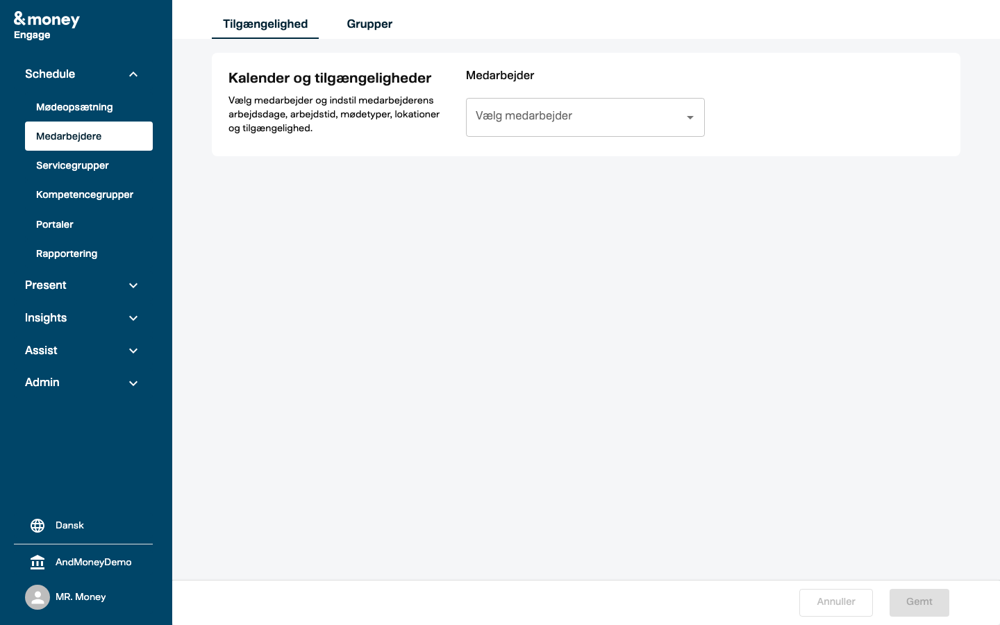 &money
Engage
Schedule
Mødeopsætning
Medarbejdere
Servicegrupper
Kompetencegrupper
Portaler
Rapportering
Present
Insights
Assist
Admin
Dansk
AndMoneyDemo
MR. Money
Tilgængelighed
Grupper
Kalender og tilgængeligheder
Vælg medarbejder og indstil medarbejderens
arbejdsdage, arbejdstid, mødetyper, lokationer
og tilgængelighed.
Medarbejder
Vælg medarbejder
Annuller
Gemt